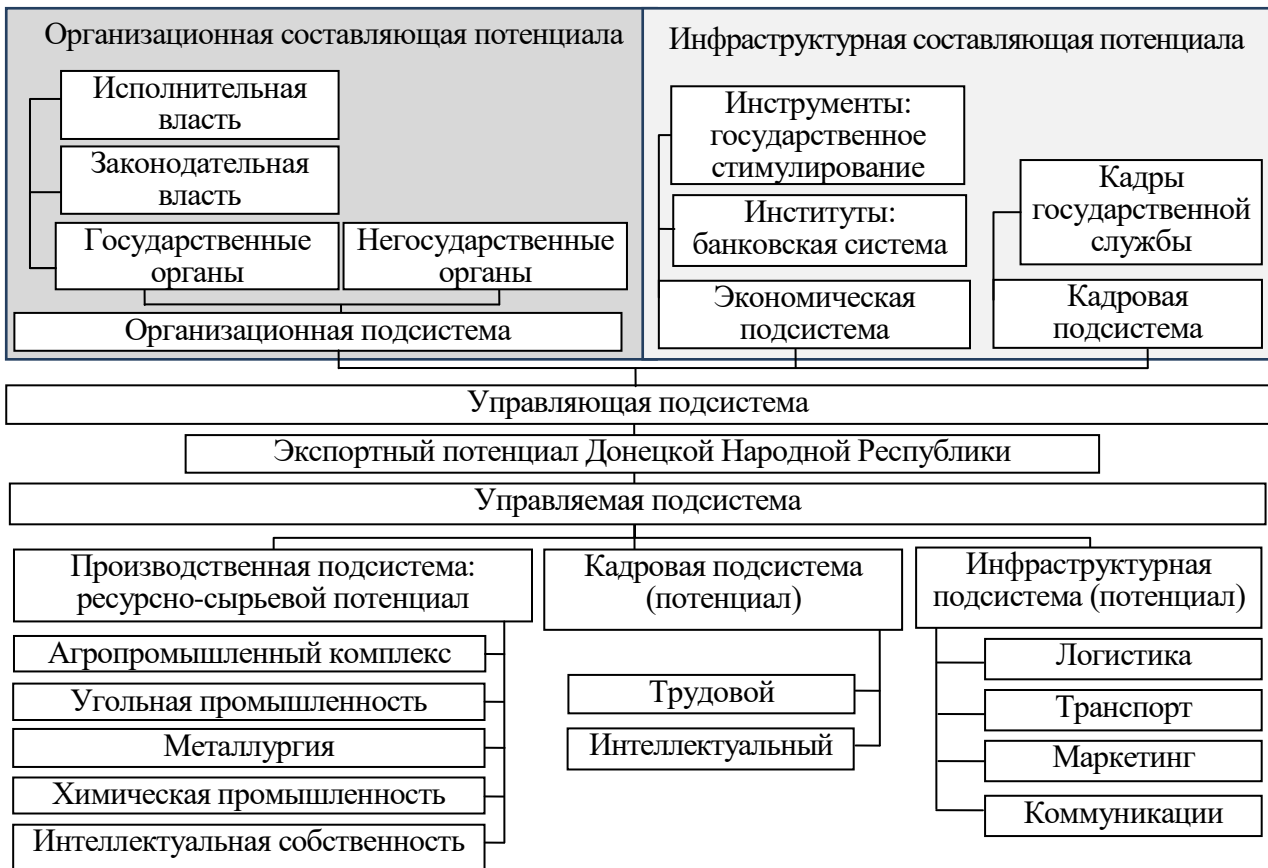 Организационная составляющая потенциала
Исполнительная
власть
Законодательная
власть
Государственные
органы
Негосударственные
органы
Организационная подсистема
Инфраструктурная составляющая потенциала
Инструменты:
государственное
стимулирование
Институты:
банковская система
Экономическая
подсистема
Кадры
государственной
службы
Кадровая
подсистема
Управляющая подсистема
Экспортный потенциал Донецкой Народной Республики
Управляемая подсистема
Производственная подсистема:
ресурсно-сырьевой потенциал
Агропромышленный комплекс
Угольная промышленность
Металлургия
Химическая промышленность
Интеллектуальная собственность
Кадровая подсистема
(потенциал)
Трудовой
Интеллектуальный
Инфраструктурная
подсистема (потенциал)
Логистика
Транспорт
Маркетинг
Коммуникации